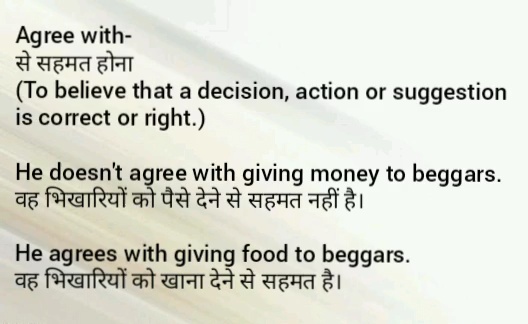 Agree with-
से सहमत होना
(To believe that a decision, action or suggestion
is correct or right.)
He doesn't agree with giving money to beggars.
वह भिखारियों को पैसे देने से सहमत नहीं है।
He agrees with giving food to beggars.
वह भिखारियों को खाना देने से सहमत है।